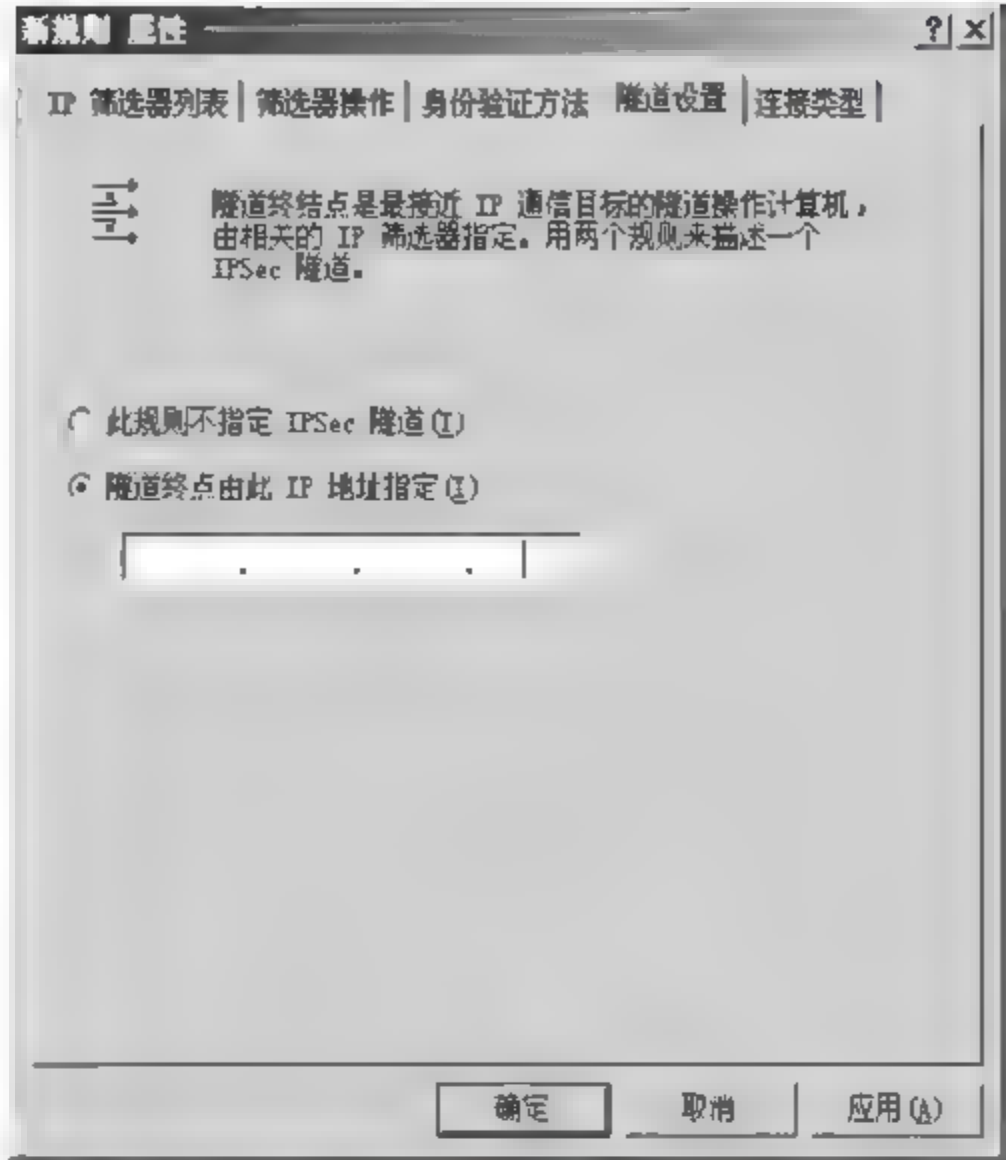 新规则 属性
IP 筛选器列表 筛选器操作 身份验证方法 隧道设置 连接类型
隧道终结点是最接近 IP 通信目标的隧道操作计算机，
由相关的 IP 筛选器指定。用两个规则来描述一个
IPSec 隧道。
此规则不指定 IPSec 隧道(T)
隧道终点由此 IP 地址指定(I)
. . .
确定 取消 应用(A)